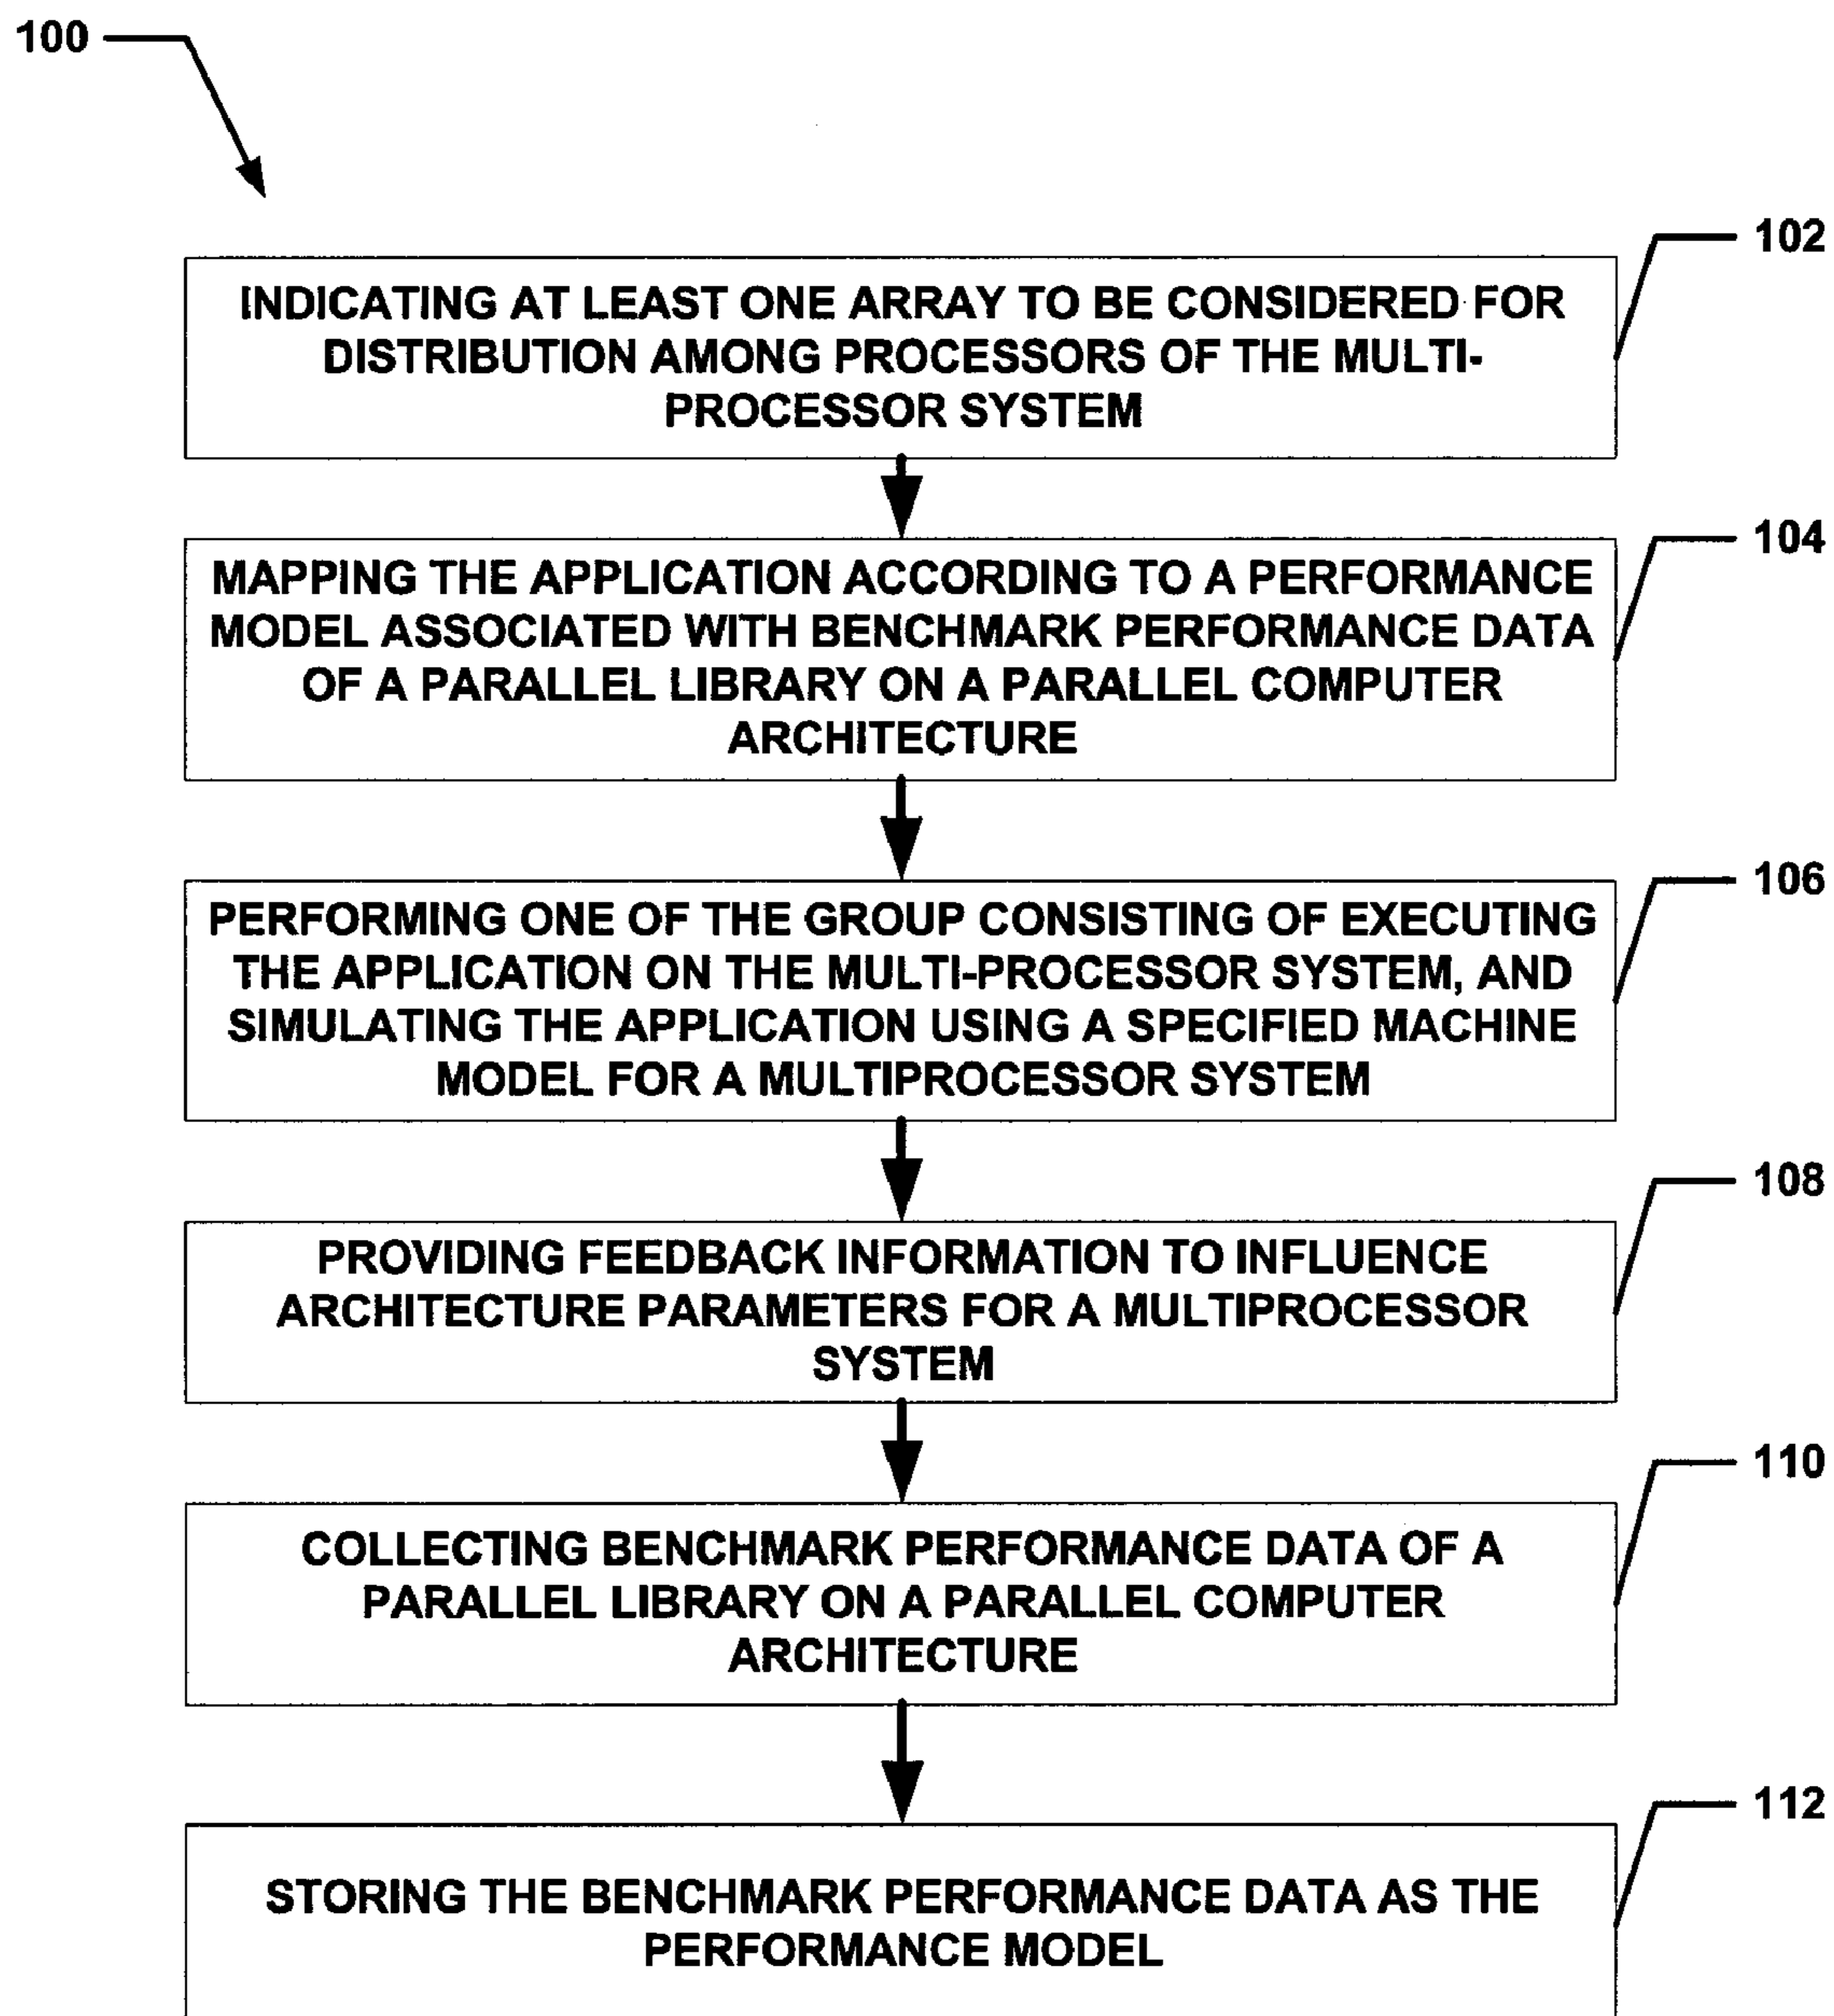 100
102
INDICATING AT LEAST ONE ARRAY TO BE CONSIDERED FOR
DISTRIBUTION AMONG PROCESSORS OF THE MULTI-
PROCESSOR SYSTEM
104
MAPPING THE APPLICATION ACCORDING TO A PERFORMANCE
MODEL ASSOCIATED WITH BENCHMARK PERFORMANCE DATA
OF A PARALLEL LIBRARY ON A PARALLEL COMPUTER
ARCHITECTURE
106
PERFORMING ONE OF THE GROUP CONSISTING OF EXECUTING
THE APPLICATION ON THE MULTI-PROCESSOR SYSTEM, AND
SIMULATING THE APPLICATION USING A SPECIFIED MACHINE
MODEL FOR A MULTIPROCESSOR SYSTEM
108
PROVIDING FEEDBACK INFORMATION TO INFLUENCE
ARCHITECTURE PARAMETERS FOR A MULTIPROCESSOR
SYSTEM
110
COLLECTING BENCHMARK PERFORMANCE DATA OF A
PARALLEL LIBRARY ON A PARALLEL COMPUTER
ARCHITECTURE
112
STORING THE BENCHMARK PERFORMANCE DATA AS THE
PERFORMANCE MODEL